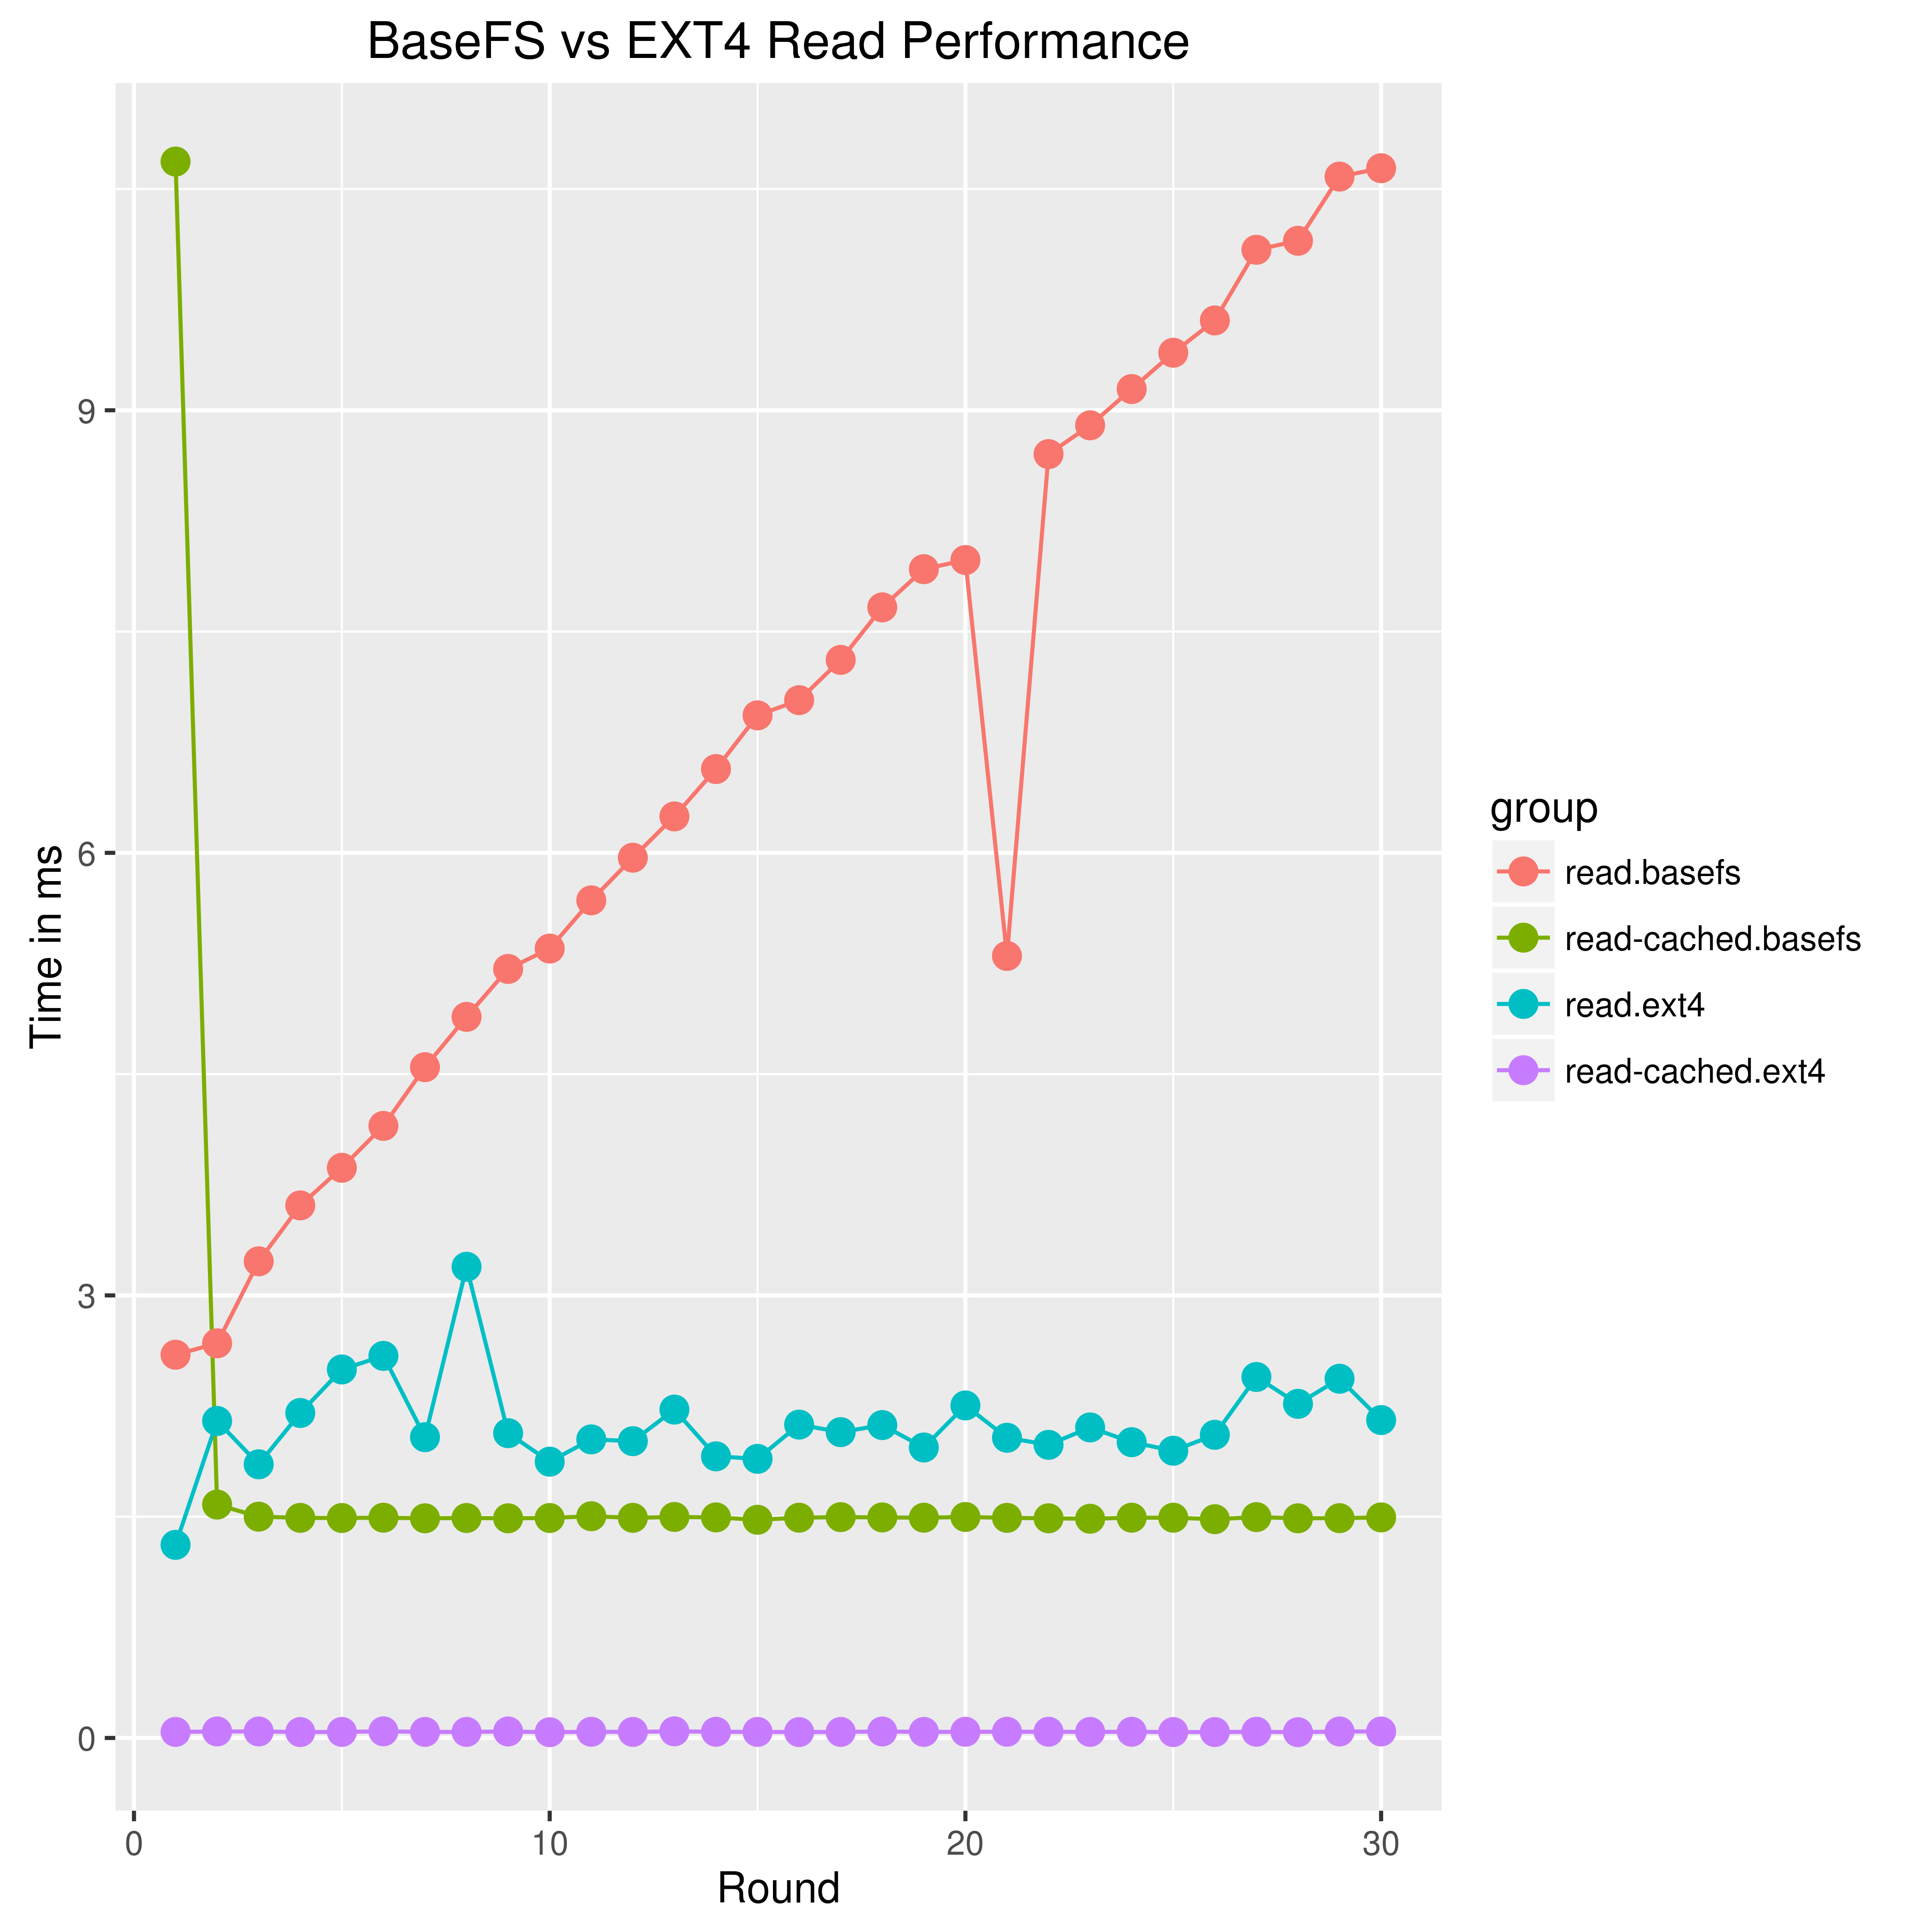 BaseFS vs EXT4 Read Performance
Time in ms
9
6
3
0
0 10 20 30
Round
group
read.basefs
read-cached.basefs
read.ext4
read-cached.ext4